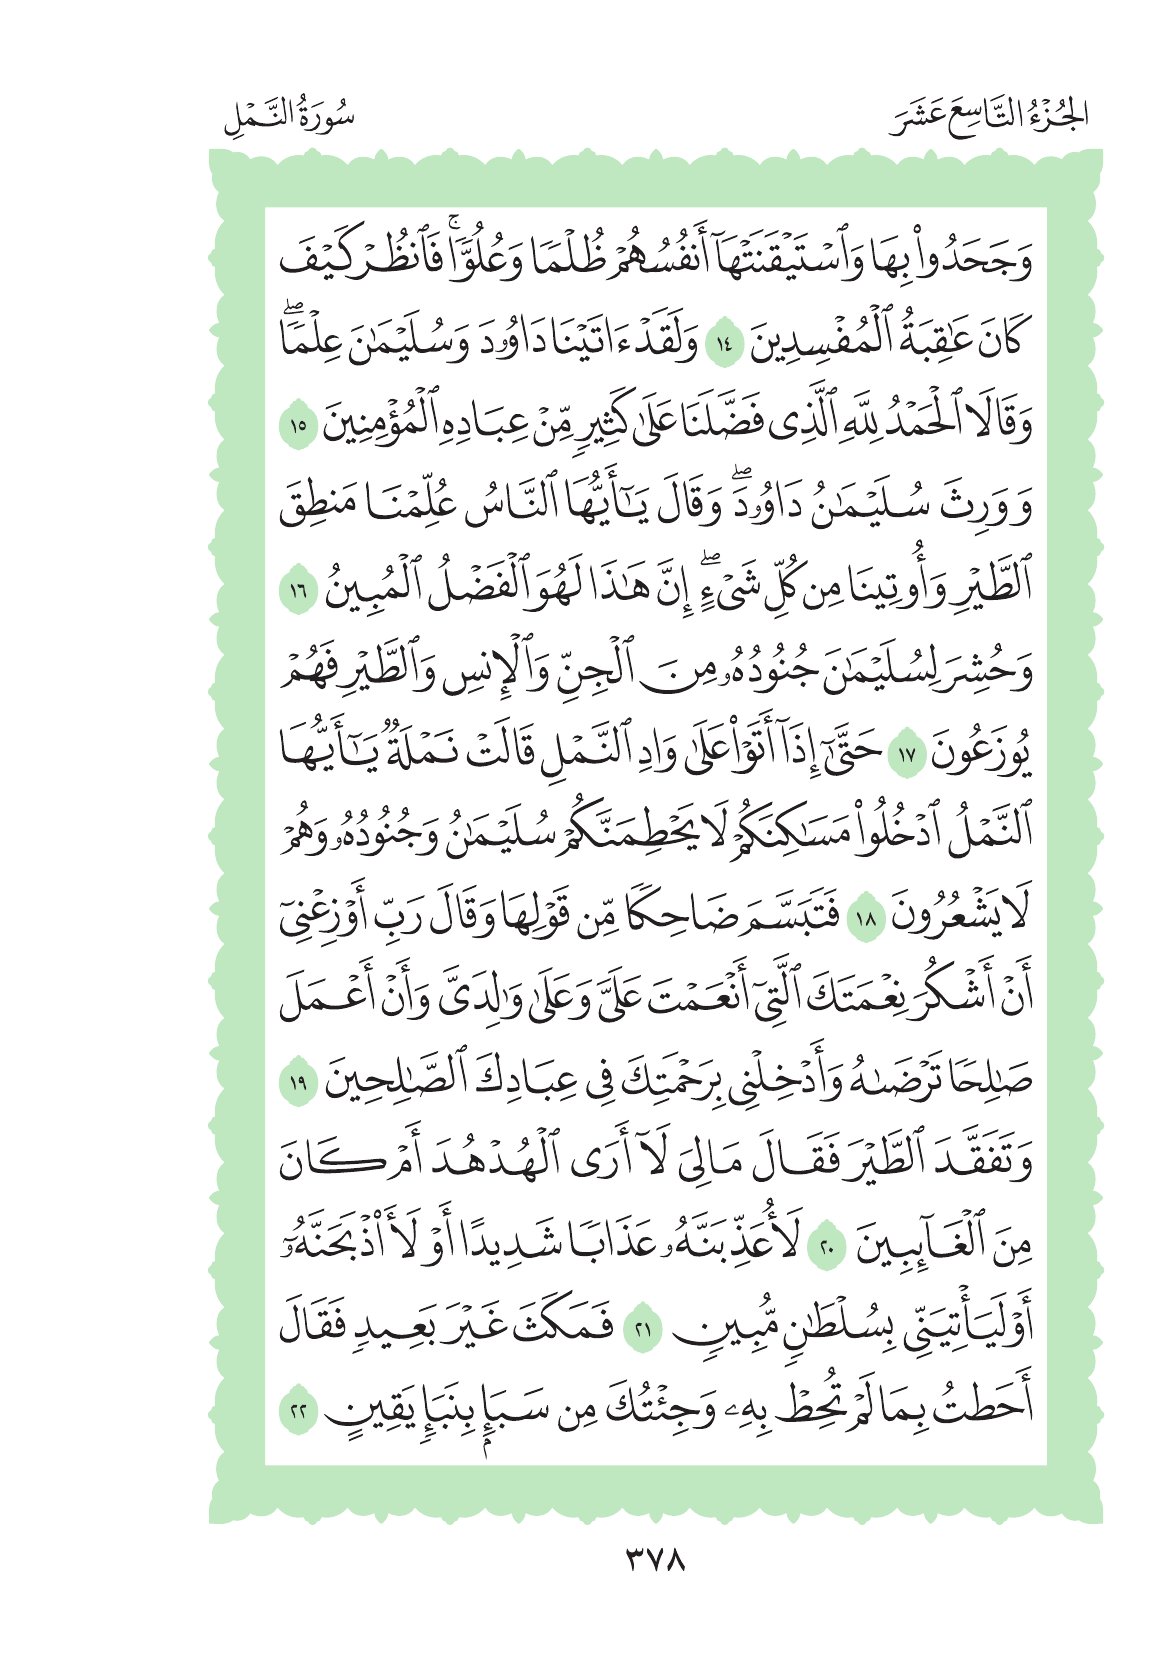 الجُزْءُ التَّاسِعَ عَشَرَ
سُورَةُ النَّمْلِ
وَجَحَدُوا۟ بِهَا وَٱسْتَيْقَنَتْهَآ أَنفُسُهُمْ ظُلْمًا وَعُلُوًّا ۚ فَٱنظُرْ كَيْفَ
كَانَ عَٰقِبَةُ ٱلْمُفْسِدِينَ ١٤ وَلَقَدْ ءَاتَيْنَا دَاوُۥدَ وَسُلَيْمَٰنَ عِلْمًا ۖ
وَقَالَا ٱلْحَمْدُ لِلَّهِ ٱلَّذِى فَضَّلَنَا عَلَىٰ كَثِيرٍ مِّنْ عِبَادِهِ ٱلْمُؤْمِنِينَ ١٥
وَوَرِثَ سُلَيْمَٰنُ دَاوُۥدَ ۖ وَقَالَ يَٰٓأَيُّهَا ٱلنَّاسُ عُلِّمْنَا مَنطِقَ
ٱلطَّيْرِ وَأُوتِينَا مِن كُلِّ شَىْءٍ ۖ إِنَّ هَٰذَا لَهُوَ ٱلْفَضْلُ ٱلْمُبِينُ ١٦
وَحُشِرَ لِسُلَيْمَٰنَ جُنُودُهُۥ مِنَ ٱلْجِنِّ وَٱلْإِنسِ وَٱلطَّيْرِ فَهُمْ
يُوزَعُونَ ١٧ حَتَّىٰٓ إِذَآ أَتَوْا۟ عَلَىٰ وَادِ ٱلنَّمْلِ قَالَتْ نَمْلَةٌ يَٰٓأَيُّهَا
ٱلنَّمْلُ ٱدْخُلُوا۟ مَسَٰكِنَكُمْ لَا يَحْطِمَنَّكُمْ سُلَيْمَٰنُ وَجُنُودُهُۥ وَهُمْ
لَا يَشْعُرُونَ ١٨ فَتَبَسَّمَ ضَاحِكًا مِّن قَوْلِهَا وَقَالَ رَبِّ أَوْزِعْنِىٓ
أَنْ أَشْكُرَ نِعْمَتَكَ ٱلَّتِىٓ أَنْعَمْتَ عَلَىَّ وَعَلَىٰ وَٰلِدَىَّ وَأَنْ أَعْمَلَ
صَٰلِحًا تَرْضَىٰهُ وَأَدْخِلْنِى بِرَحْمَتِكَ فِى عِبَادِكَ ٱلصَّٰلِحِينَ ١٩
وَتَفَقَّدَ ٱلطَّيْرَ فَقَالَ مَالِىَ لَآ أَرَى ٱلْهُدْهُدَ أَمْ كَانَ
مِنَ ٱلْغَآئِبِينَ ٢٠ لَأُعَذِّبَنَّهُۥ عَذَابًا شَدِيدًا أَوْ لَأَا۟ذْبَحَنَّهُۥٓ
أَوْ لَيَأْتِيَنِّى بِسُلْطَٰنٍ مُّبِينٍ ٢١ فَمَكَثَ غَيْرَ بَعِيدٍ فَقَالَ
أَحَطتُ بِمَا لَمْ تُحِطْ بِهِۦ وَجِئْتُكَ مِن سَبَإٍۭ بِنَبَإٍ يَقِينٍ ٢٢
٣٧٨